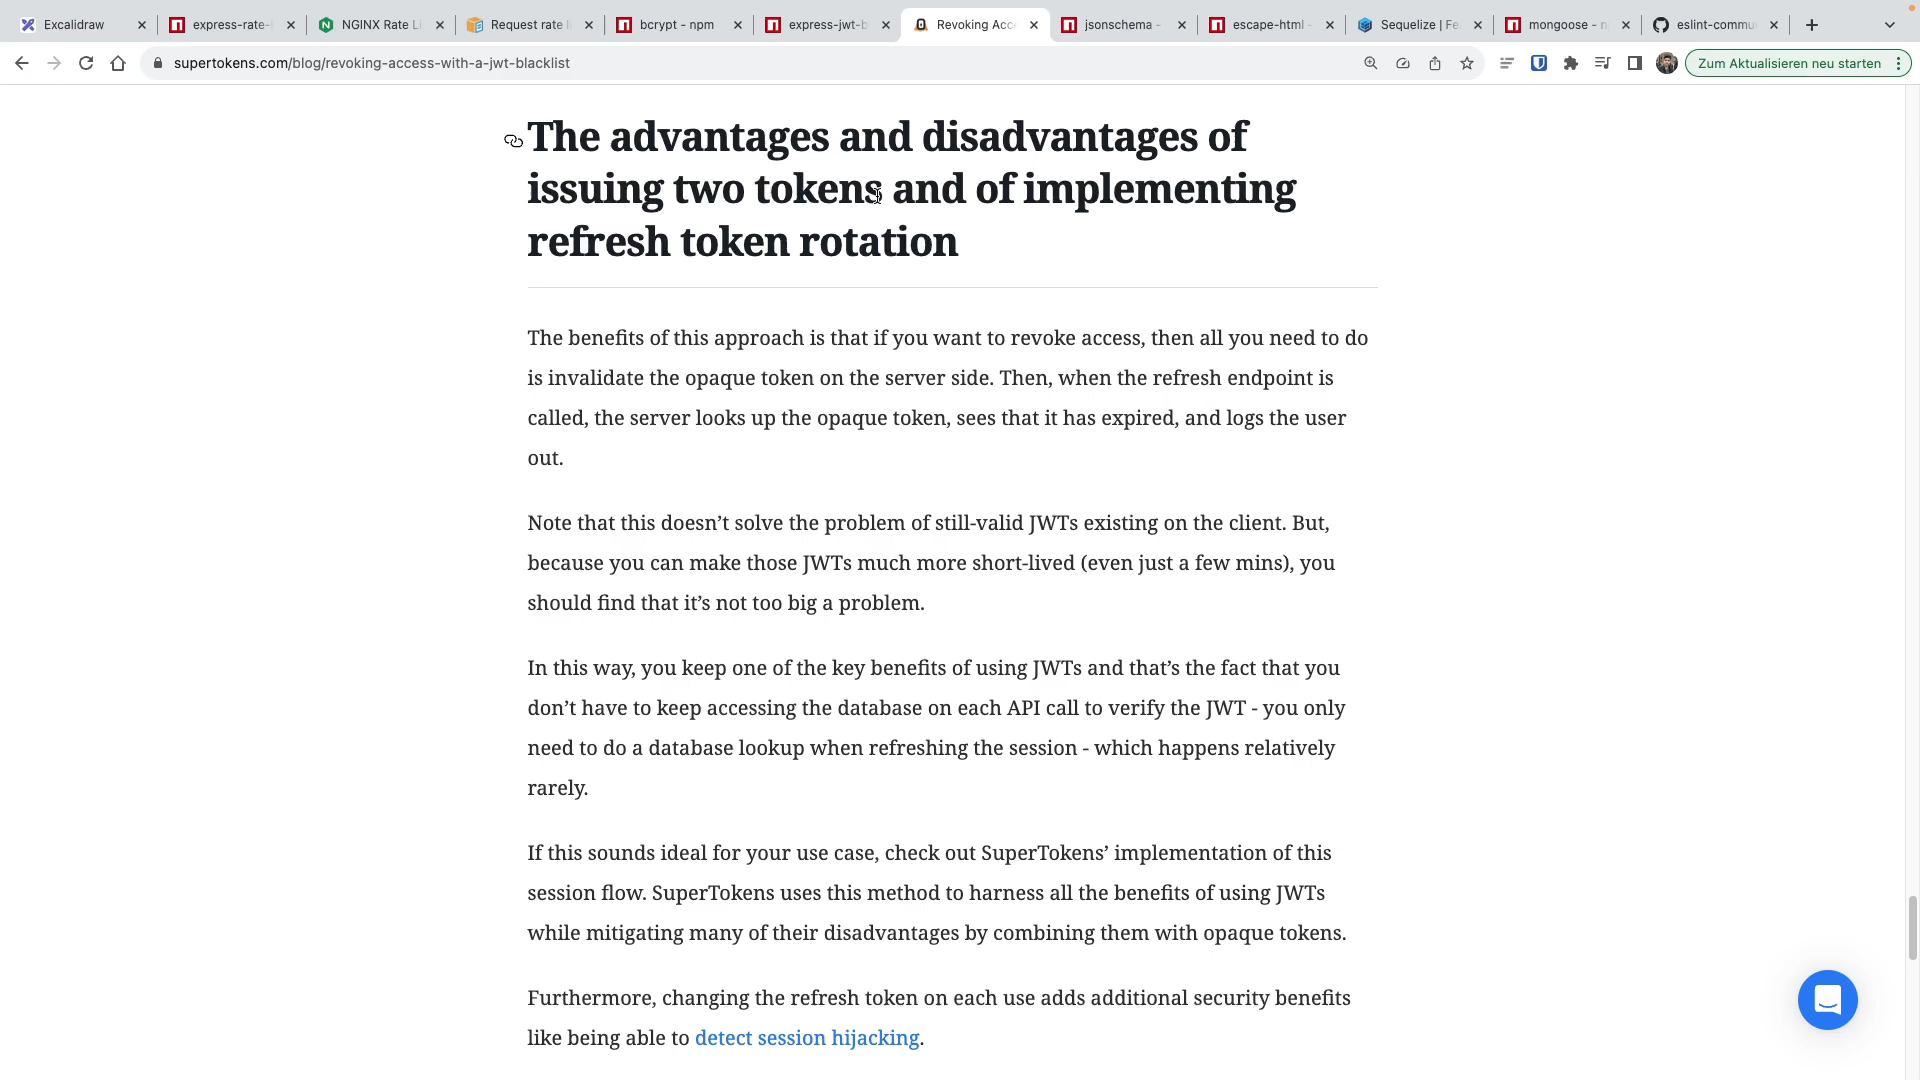 Excalidraw
express-rate-
NGINX Rate Li
Request rate l
bcrypt - npm
express-jwt-b
Revoking Acc
jsonschema -
escape-html -
Sequelize | Fe
mongoose - n
eslint-commu
supertokens.com/blog/revoking-access-with-a-jwt-blacklist
Zum Aktualisieren neu starten
The advantages and disadvantages of
issuing two tokens and of implementing
refresh token rotation
The benefits of this approach is that if you want to revoke access, then all you need to do
is invalidate the opaque token on the server side. Then, when the refresh endpoint is
called, the server looks up the opaque token, sees that it has expired, and logs the user
out.
Note that this doesn’t solve the problem of still-valid JWTs existing on the client. But,
because you can make those JWTs much more short-lived (even just a few mins), you
should find that it’s not too big a problem.
In this way, you keep one of the key benefits of using JWTs and that’s the fact that you
don’t have to keep accessing the database on each API call to verify the JWT - you only
need to do a database lookup when refreshing the session - which happens relatively
rarely.
If this sounds ideal for your use case, check out SuperTokens’ implementation of this
session flow. SuperTokens uses this method to harness all the benefits of using JWTs
while mitigating many of their disadvantages by combining them with opaque tokens.
Furthermore, changing the refresh token on each use adds additional security benefits
like being able to detect session hijacking.